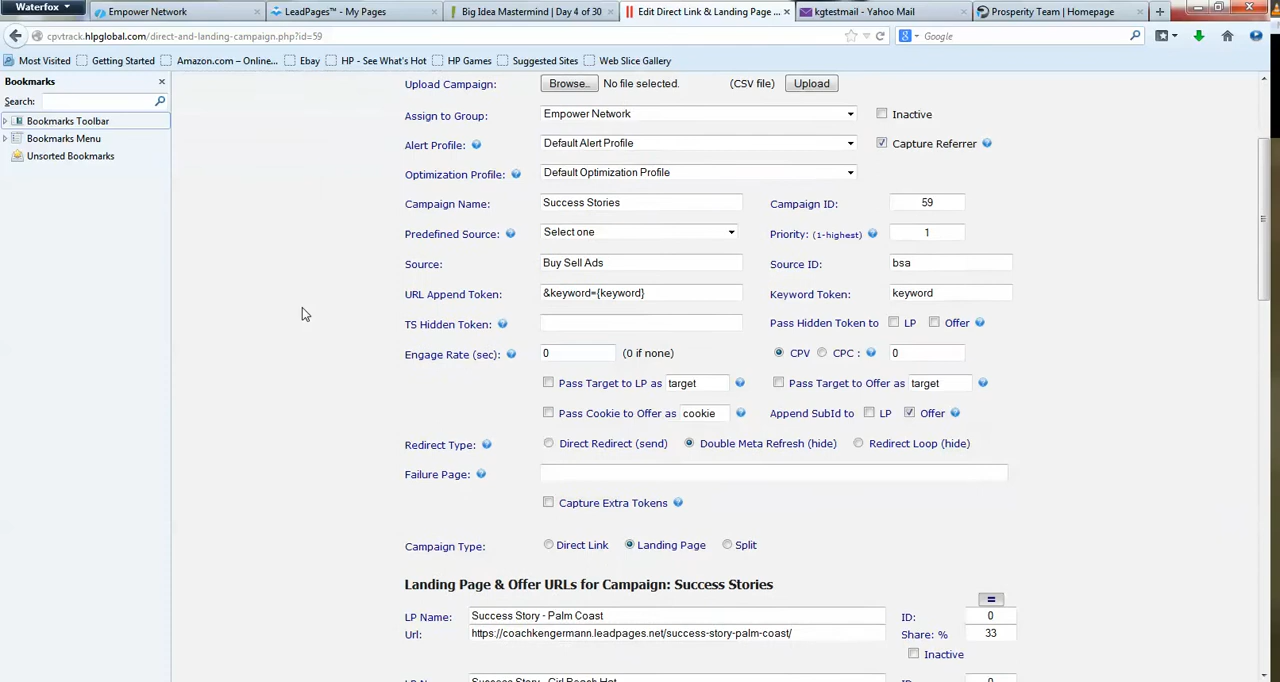 Waterfox
Empower Network
LeadPages™ - My Pages
Big Idea Mastermind | Day 4 of 30
Edit Direct Link & Landing Page ...
kgtestmail - Yahoo Mail
Prosperity Team | Homepage
cpvtrack.hlpglobal.com/direct-and-landing-campaign.php?id=59
Google
Most Visited Getting Started Amazon.com – Online... Ebay HP - See What's Hot HP Games Suggested Sites Web Slice Gallery
Bookmarks
Search:
Bookmarks Toolbar
Bookmarks Menu
Unsorted Bookmarks
Upload Campaign: Browse... No file selected. (CSV file) Upload
Assign to Group: Empower Network Inactive
Alert Profile: Default Alert Profile Capture Referrer
Optimization Profile: Default Optimization Profile
Campaign Name: Success Stories Campaign ID: 59
Predefined Source: Select one Priority: (1-highest) 1
Source: Buy Sell Ads Source ID: bsa
URL Append Token: &keyword={keyword} Keyword Token: keyword
TS Hidden Token: Pass Hidden Token to LP Offer
Engage Rate (sec): 0 (0 if none) CPV CPC : 0
Pass Target to LP as target Pass Target to Offer as target
Pass Cookie to Offer as cookie Append SubId to LP Offer
Redirect Type: Direct Redirect (send) Double Meta Refresh (hide) Redirect Loop (hide)
Failure Page:
Capture Extra Tokens
Campaign Type: Direct Link Landing Page Split
Landing Page & Offer URLs for Campaign: Success Stories
=
LP Name: Success Story - Palm Coast ID: 0
Url: https://coachkengermann.leadpages.net/success-story-palm-coast/ Share: % 33
Inactive